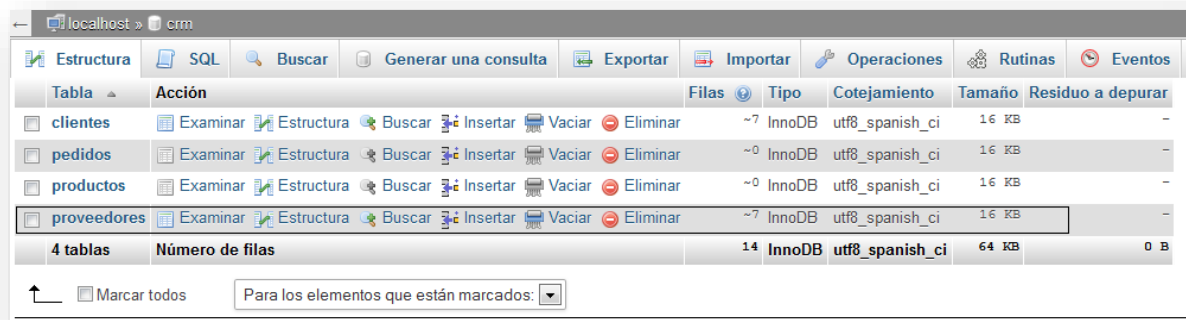 ← localhost » crm
Estructura SQL Buscar Generar una consulta Exportar Importar Operaciones Rutinas Eventos
Tabla Acción Filas Tipo Cotejamiento Tamaño Residuo a depurar
clientes Examinar Estructura Buscar Insertar Vaciar Eliminar ~7 InnoDB utf8_spanish_ci 16 KB -
pedidos Examinar Estructura Buscar Insertar Vaciar Eliminar ~0 InnoDB utf8_spanish_ci 16 KB -
productos Examinar Estructura Buscar Insertar Vaciar Eliminar ~0 InnoDB utf8_spanish_ci 16 KB -
proveedores Examinar Estructura Buscar Insertar Vaciar Eliminar ~7 InnoDB utf8_spanish_ci 16 KB -
4 tablas Número de filas 14 InnoDB utf8_spanish_ci 64 KB 0 B
Marcar todos Para los elementos que están marcados: